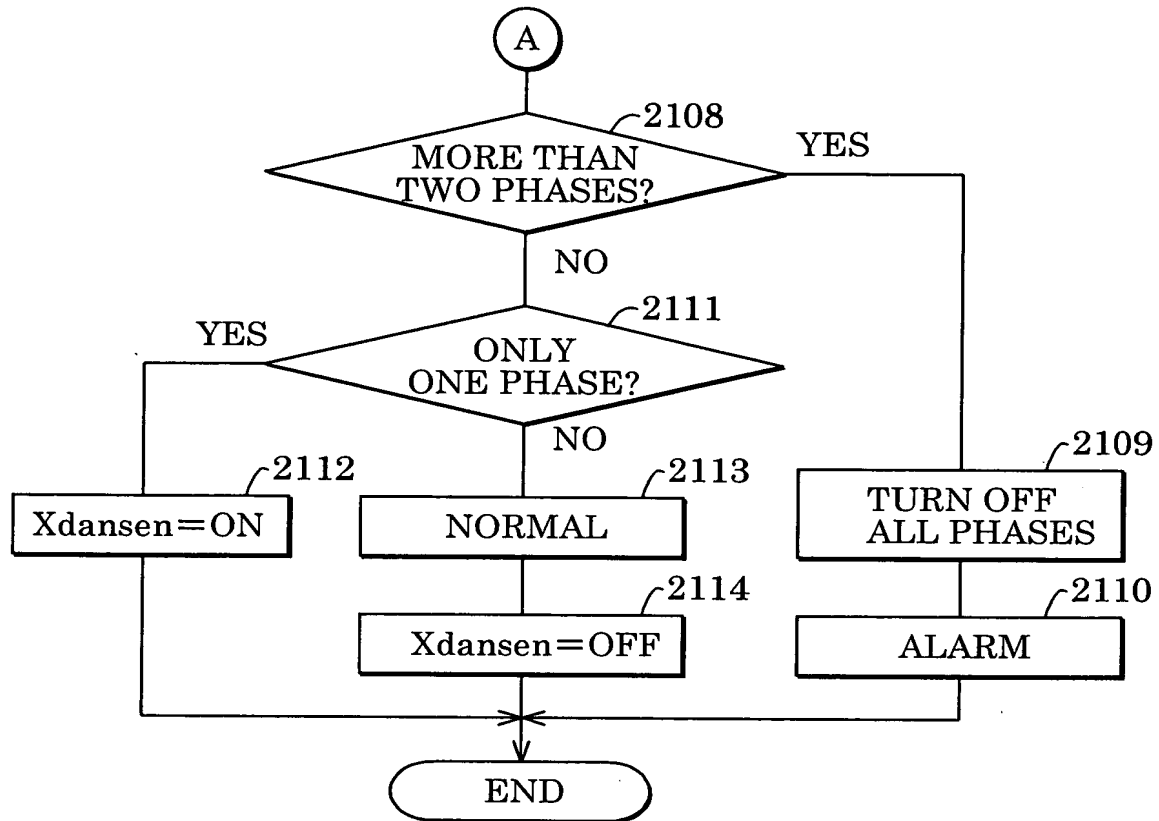 A
2108
MORE THAN
TWO PHASES?
YES
NO
2111
YES
ONLY
ONE PHASE?
NO
2112
Xdansen=ON
2113
NORMAL
2109
TURN OFF
ALL PHASES
2114
Xdansen=OFF
2110
ALARM
END